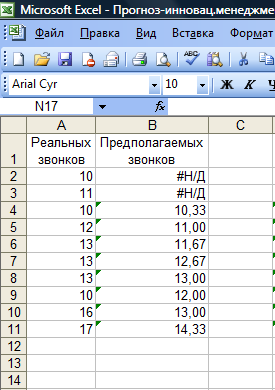 Microsoft Excel - Прогноз-инновац.менеджме
Файл Правка Вид Вставка Формат
Arial Cyr 10 Ж К
N17 fx
A B C
1 Реальных звонков Предполагаемых звонков
2 10 #Н/Д
3 11 #Н/Д
4 10 10,33
5 12 11,00
6 13 11,67
7 13 12,67
8 13 13,00
9 10 12,00
10 16 13,00
11 17 14,33
12
13
14